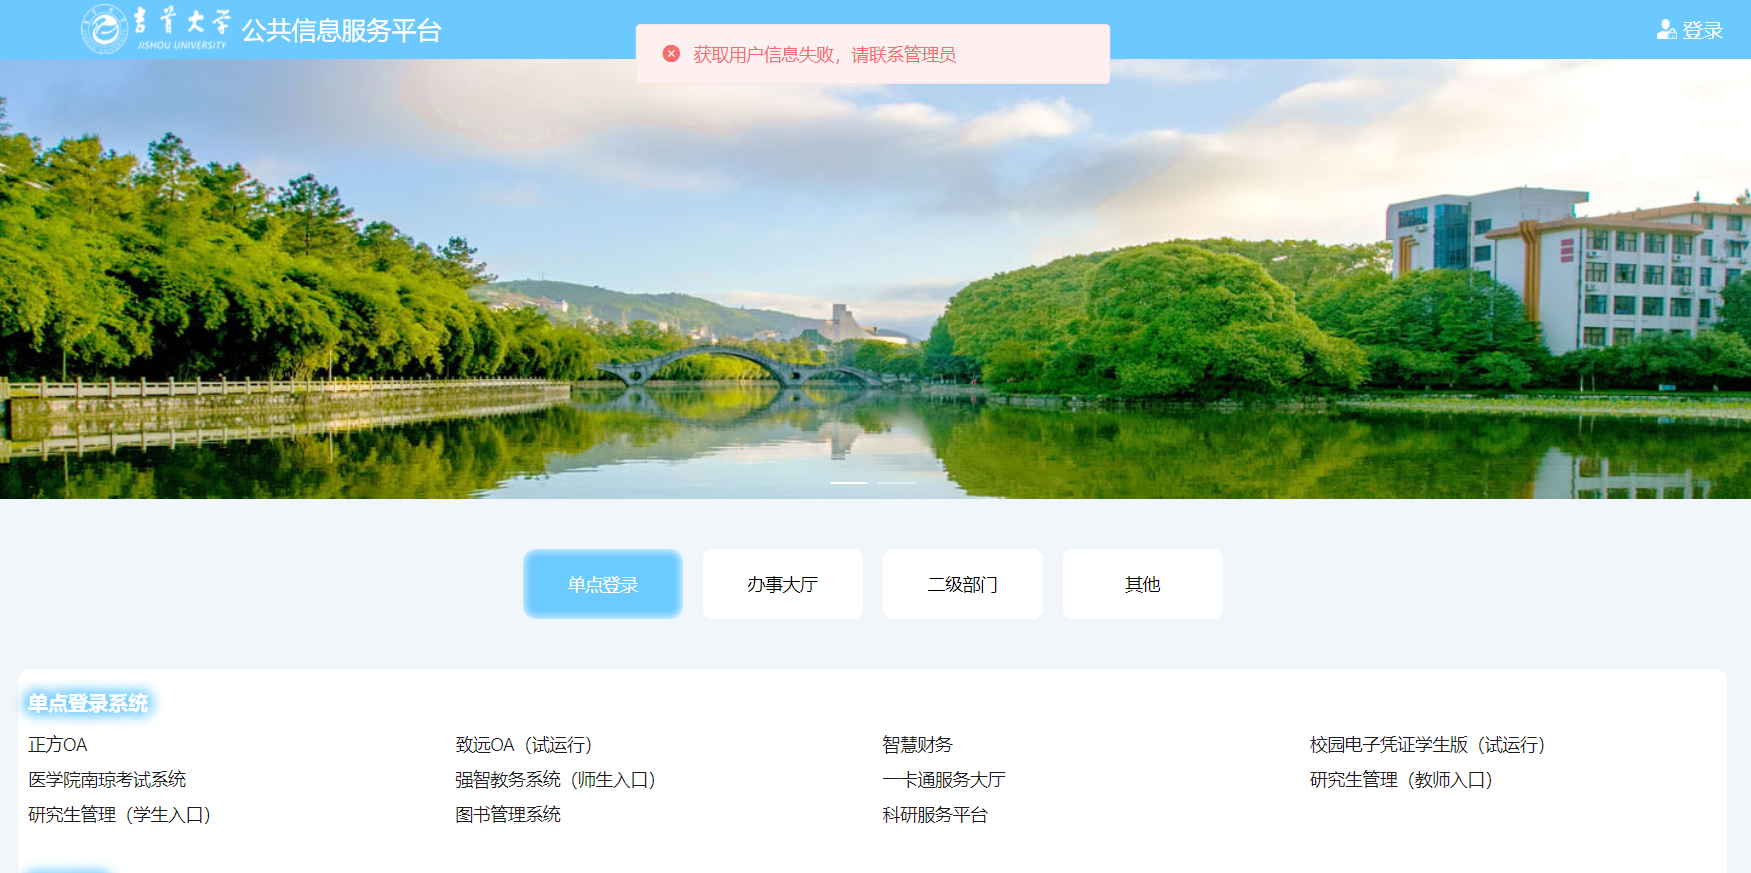 吉首大学
JISHOU UNIVERSITY
公共信息服务平台
获取用户信息失败，请联系管理员
登录
单点登录
办事大厅
二级部门
其他
单点登录系统
正方OA
致远OA（试运行）
智慧财务
校园电子凭证学生版（试运行）
医学院南琼考试系统
强智教务系统（师生入口）
一卡通服务大厅
研究生管理（教师入口）
研究生管理（学生入口）
图书管理系统
科研服务平台